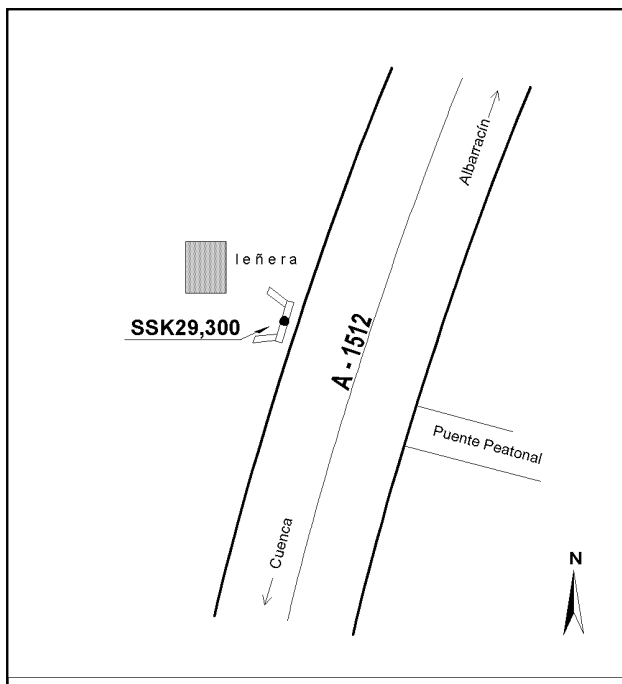 Albarracín
leñera
SSK29,300
A - 1512
Puente Peatonal
Cuenca
N